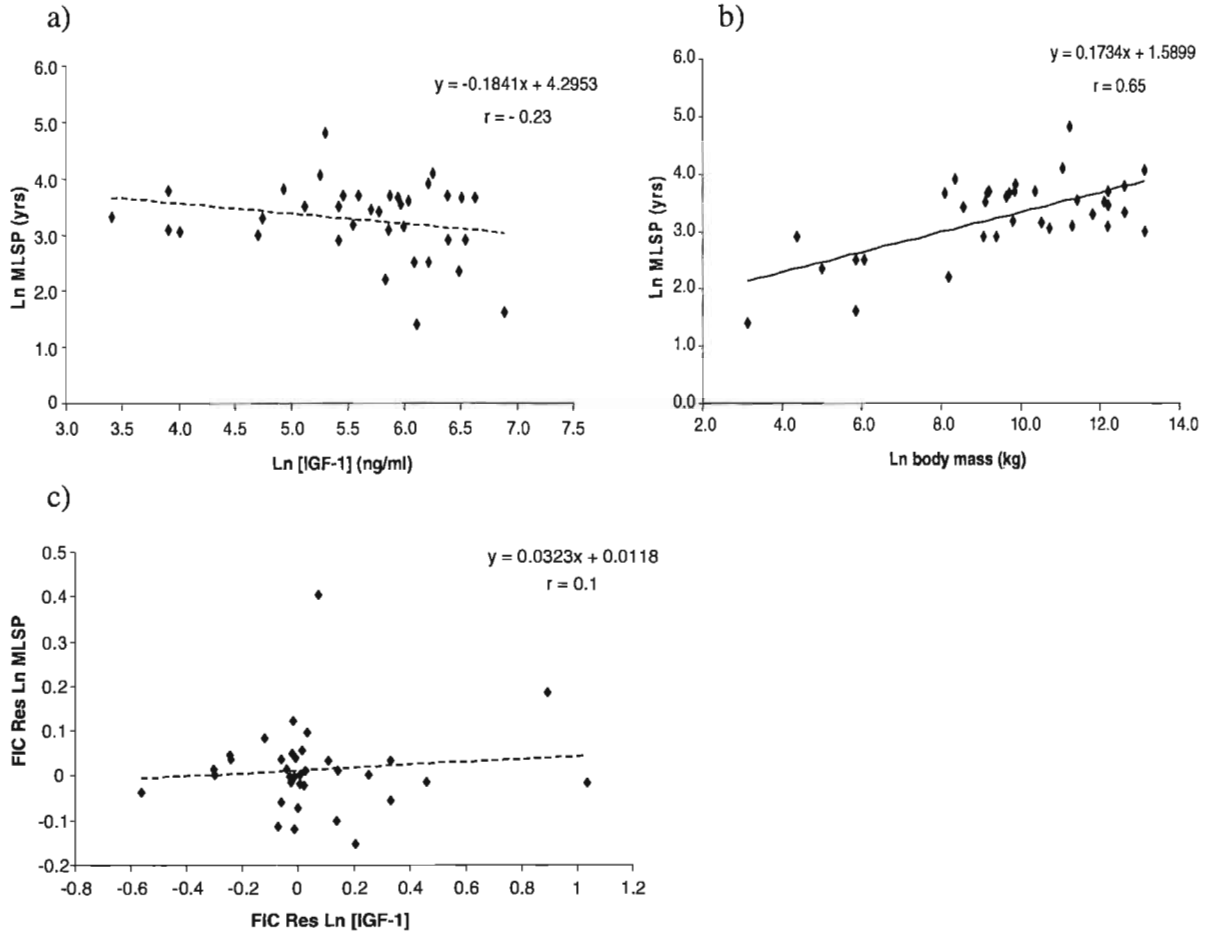 a)
y = -0.1841x + 4.2953
r = - 0.23
6.0
5.0
4.0
3.0
2.0
1.0
0
Ln MLSP (yrs)
3.0 3.5 4.0 4.5 5.0 5.5 6.0 6.5 7.0 7.5
Ln [IGF-1] (ng/ml)
b)
y = 0.1734x + 1.5899
r = 0.65
6.0
5.0
4.0
3.0
2.0
1.0
0.0
Ln MLSP (yrs)
2.0 4.0 6.0 8.0 10.0 12.0 14.0
Ln body mass (kg)
c)
y = 0.0323x + 0.0118
r = 0.1
0.5
0.4
0.3
0.2
0.1
0
-0.1
-0.2
FIC Res Ln MLSP
-0.8 -0.6 -0.4 -0.2 0 0.2 0.4 0.6 0.8 1 1.2
FIC Res Ln [IGF-1]